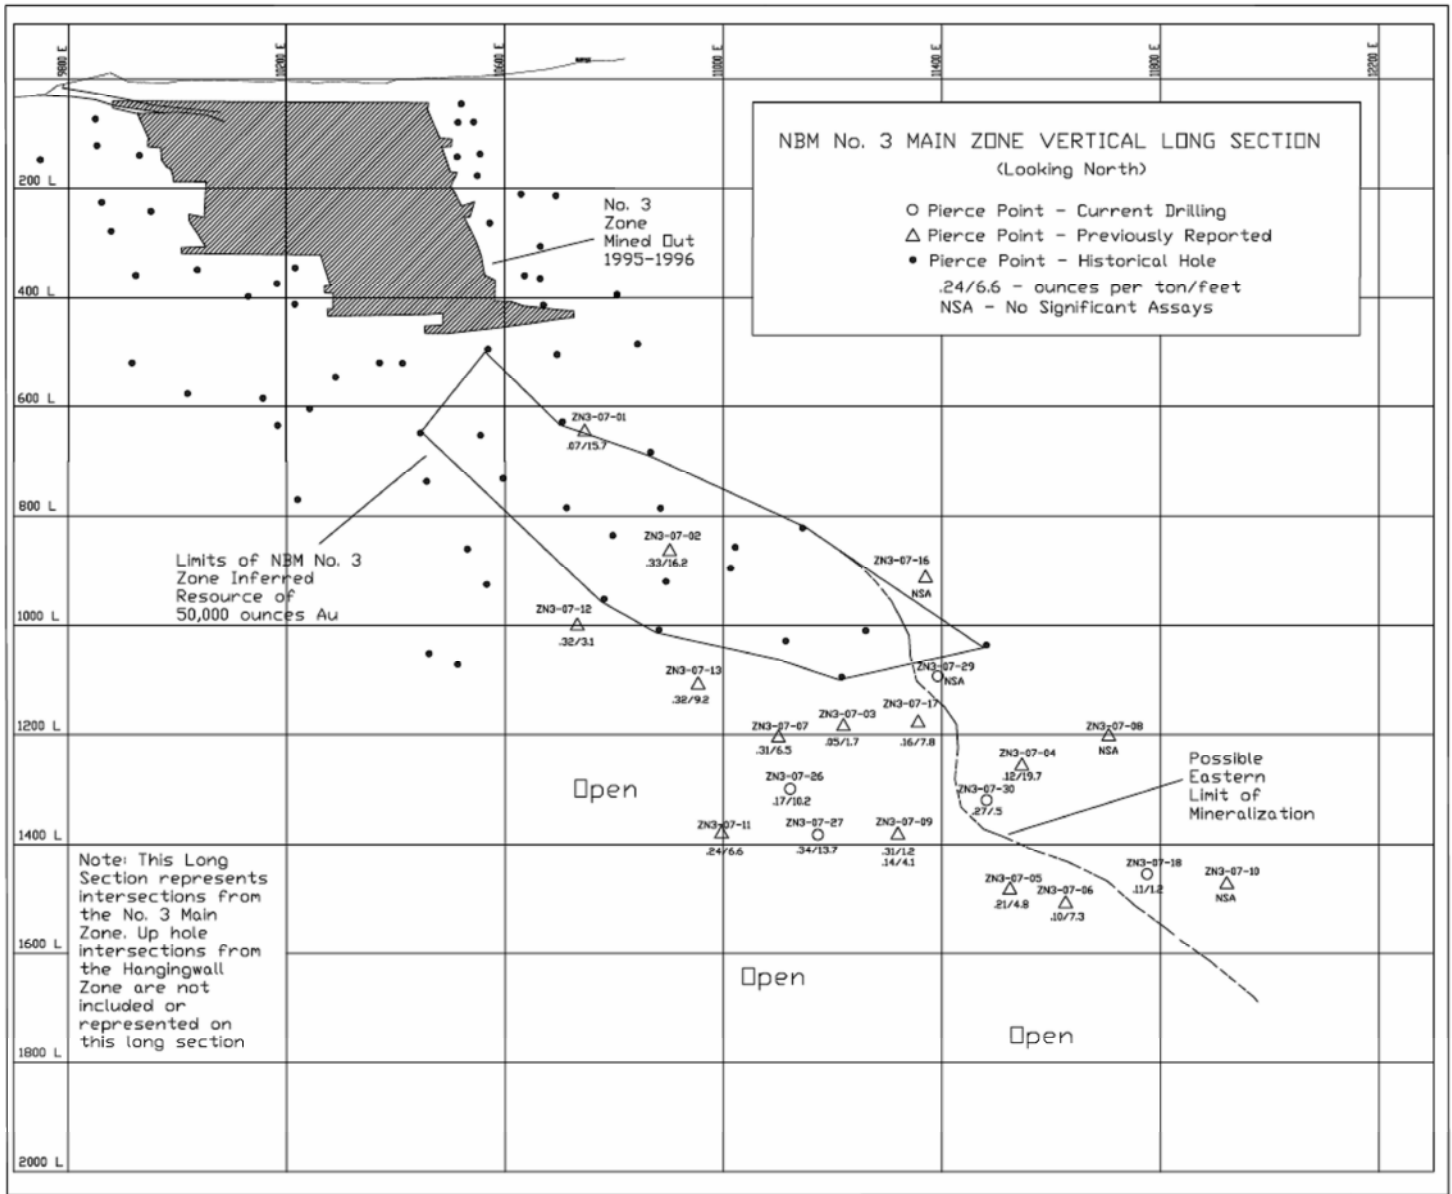 9800 E
10200 E
10600 E
11000 E
11400 E
11800 E
12200 E
NBM No. 3 MAIN ZONE VERTICAL LONG SECTION
(Looking North)
Pierce Point - Current Drilling
Pierce Point - Previously Reported
Pierce Point - Historical Hole
.24/6.6 - ounces per ton/feet
NSA - No Significant Assays
200 L
No. 3
Zone
Mined Out
1995-1996
400 L
600 L
ZN3-07-01
.07/15.7
800 L
ZN3-07-02
.33/16.2
ZN3-07-16
NSA
Limits of NBM No. 3
Zone Inferred
Resource of
50,000 ounces Au
1000 L
ZN3-07-12
.32/3.1
ZN3-07-13
.32/9.2
ZN3-07-29
NSA
ZN3-07-17
.16/7.8
ZN3-07-03
.05/1.7
ZN3-07-07
.31/6.5
1200 L
ZN3-07-08
NSA
ZN3-07-04
.12/19.7
ZN3-07-30
.27/.5
Possible
Eastern
Limit of
Mineralization
Open
ZN3-07-26
.17/10.2
ZN3-07-11
.24/6.6
ZN3-07-27
.34/13.7
ZN3-07-09
.31/1.2
.14/4.1
1400 L
ZN3-07-18
.11/1.2
ZN3-07-10
NSA
ZN3-07-05
.21/4.8
ZN3-07-06
.10/7.3
Note: This Long
Section represents
intersections from
the No. 3 Main
Zone. Up hole
intersections from
the Hangingwall
Zone are not
included or
represented on
this long section
1600 L
Open
Open
1800 L
2000 L